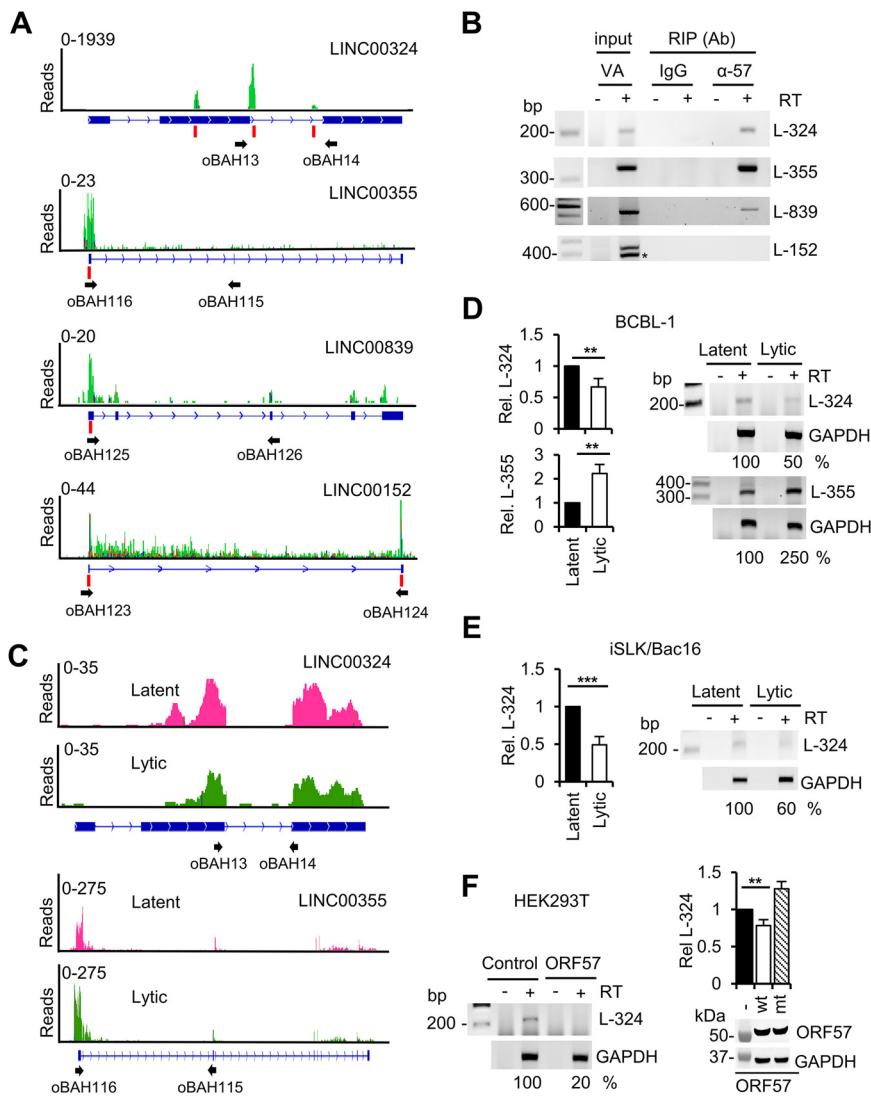 A
0-1939
LINC00324
Reads
oBAH13
oBAH14
0-23
LINC00355
Reads
oBAH116
oBAH115
0-20
LINC00839
Reads
oBAH125
oBAH126
0-44
LINC00152
Reads
oBAH123
oBAH124
B
input RIP (Ab)
VA IgG α-57
bp - + - + - + RT
200- L-324
300- L-355
600- L-839
400- * L-152
C
0-35
LINC00324
Latent
Reads
0-35
Lytic
Reads
oBAH13 oBAH14
0-275
LINC00355
Latent
Reads
0-275
Lytic
Reads
oBAH116 oBAH115
D
BCBL-1
Rel. L-324
1.5
1
0.5
0
**
Rel. L-355
3
2
1
0
**
Latent
Lytic
Latent Lytic
bp - + - + RT
200- L-324
GAPDH
100 50 %
400-
300- L-355
GAPDH
100 250 %
E
iSLK/Bac16
Rel. L-324
1.5
1
0.5
0
***
Latent
Lytic
Latent Lytic
bp - + - + RT
200 - L-324
GAPDH
100 60 %
F
HEK293T
Control ORF57
bp - + - + RT
200 - L-324
GAPDH
100 20 %
Rel L-324
1.5
1
0.5
0
**
- wt mt
kDa
50- ORF57
37- GAPDH
ORF57